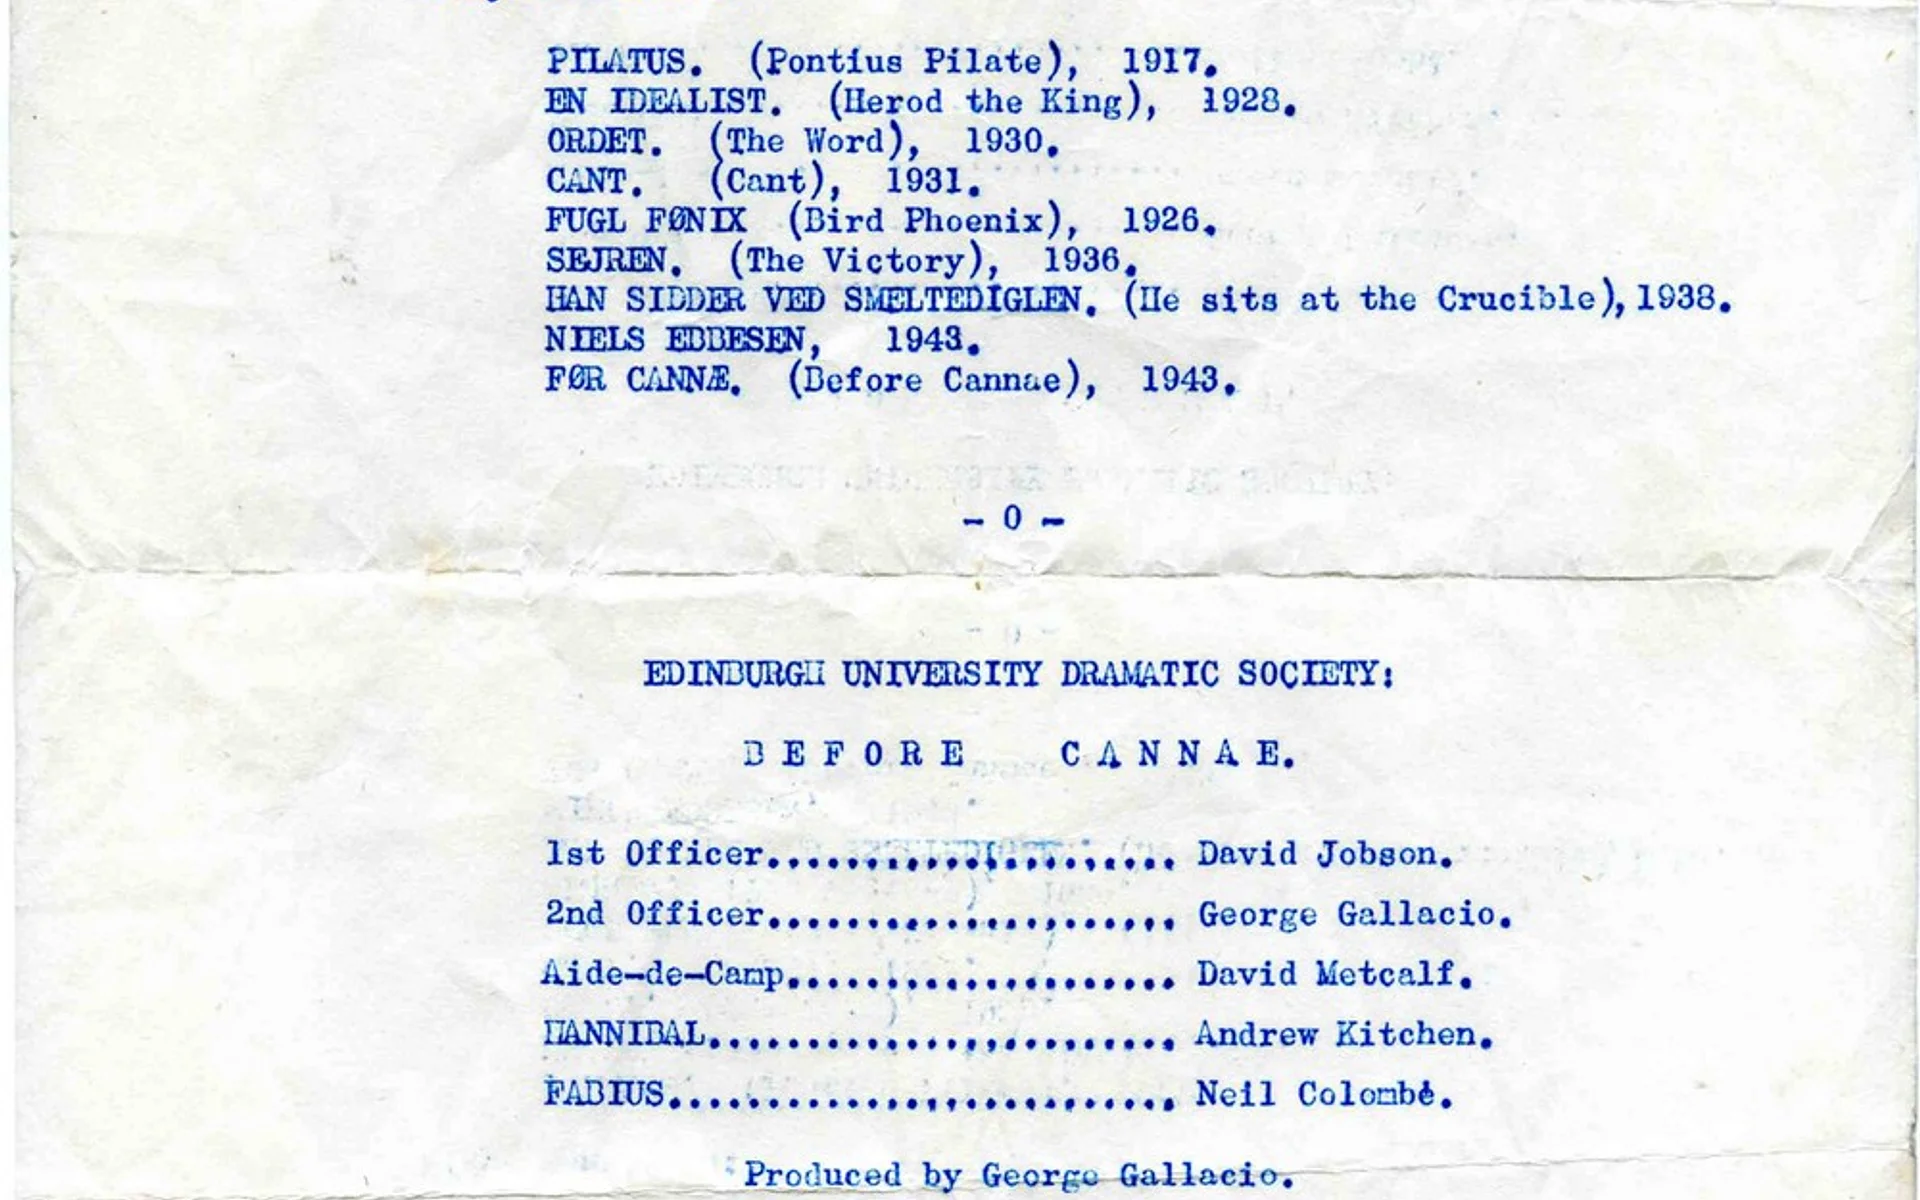 PILATUS. (Pontius Pilate), 1917.
EN IDEALIST. (Herod the King), 1928.
ORDET. (The Word), 1930.
CANT. (Cant), 1931.
FUGL FØNIX (Bird Phoenix), 1926.
SEJREN. (The Victory), 1936.
HAN SIDDER VED SMELTEDIGLEN. (He sits at the Crucible), 1938.
NIELS EBBESEN, 1943.
FØR CANNÆ. (Before Cannae), 1943.
- 0 -
EDINBURGH UNIVERSITY DRAMATIC SOCIETY:
BEFORE CANNAE.
1st Officer..................... David Jobson.
2nd Officer..................... George Gallacio.
Aide-de-Camp.................... David Metcalf.
HANNIBAL........................ Andrew Kitchen.
FABIUS.......................... Neil Colombé.
Produced by George Gallacio.